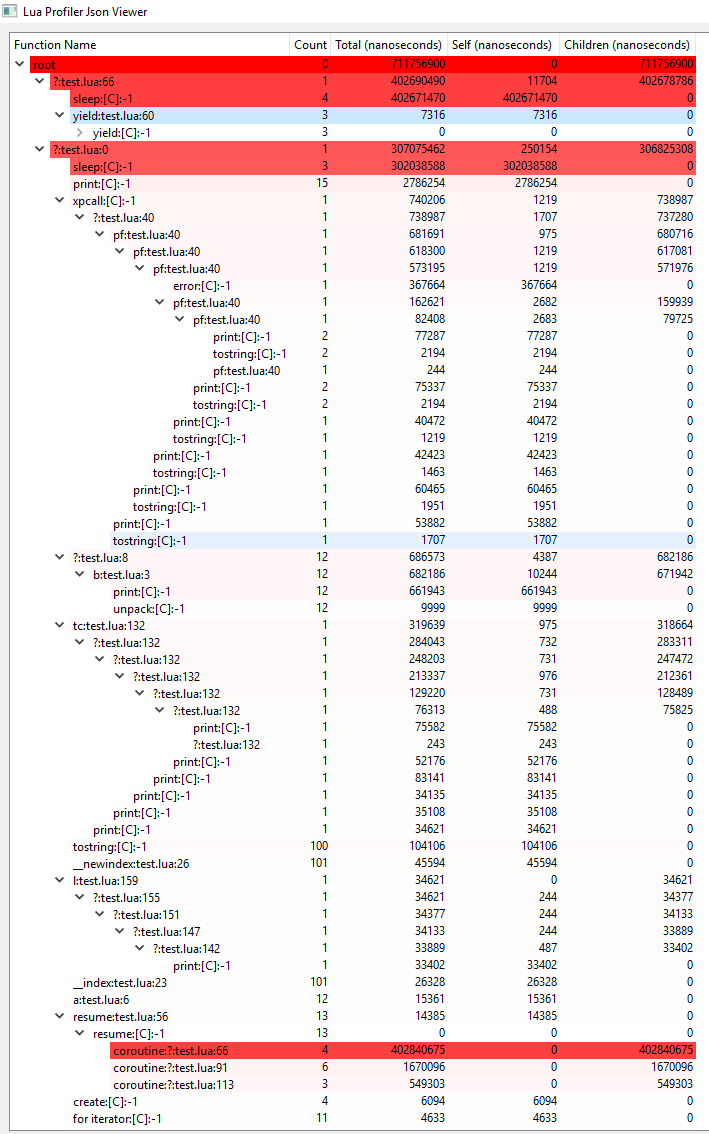 Lua Profiler Json Viewer
Function Name Count Total (nanoseconds) Self (nanoseconds) Children (nanoseconds)
root 0 711756900 0 711756900
?:test.lua:66 1 402690490 11704 402678786
sleep:[C]:-1 4 402671470 402671470 0
yield:test.lua:60 3 7316 7316 0
yield:[C]:-1 3 0 0 0
?:test.lua:0 1 307075462 250154 306825308
sleep:[C]:-1 3 302038588 302038588 0
print:[C]:-1 15 2786254 2786254 0
xpcall:[C]:-1 1 740206 1219 738987
?:test.lua:40 1 738987 1707 737280
pf:test.lua:40 1 681691 975 680716
pf:test.lua:40 1 618300 1219 617081
pf:test.lua:40 1 573195 1219 571976
error:[C]:-1 1 367664 367664 0
pf:test.lua:40 1 162621 2682 159939
pf:test.lua:40 1 82408 2683 79725
print:[C]:-1 2 77287 77287 0
tostring:[C]:-1 2 2194 2194 0
pf:test.lua:40 1 244 244 0
print:[C]:-1 2 75337 75337 0
tostring:[C]:-1 2 2194 2194 0
print:[C]:-1 1 40472 40472 0
tostring:[C]:-1 1 1219 1219 0
print:[C]:-1 1 42423 42423 0
tostring:[C]:-1 1 1463 1463 0
print:[C]:-1 1 60465 60465 0
tostring:[C]:-1 1 1951 1951 0
print:[C]:-1 1 53882 53882 0
tostring:[C]:-1 1 1707 1707 0
?:test.lua:8 12 686573 4387 682186
b:test.lua:3 12 682186 10244 671942
print:[C]:-1 12 661943 661943 0
unpack:[C]:-1 12 9999 9999 0
tc:test.lua:132 1 319639 975 318664
?:test.lua:132 1 284043 732 283311
?:test.lua:132 1 248203 731 247472
?:test.lua:132 1 213337 976 212361
?:test.lua:132 1 129220 731 128489
?:test.lua:132 1 76313 488 75825
print:[C]:-1 1 75582 75582 0
?:test.lua:132 1 243 243 0
print:[C]:-1 1 52176 52176 0
print:[C]:-1 1 83141 83141 0
print:[C]:-1 1 34135 34135 0
print:[C]:-1 1 35108 35108 0
print:[C]:-1 1 34621 34621 0
tostring:[C]:-1 100 104106 104106 0
__newindex:test.lua:26 101 45594 45594 0
l:test.lua:159 1 34621 0 34621
?:test.lua:155 1 34621 244 34377
?:test.lua:151 1 34377 244 34133
?:test.lua:147 1 34133 244 33889
?:test.lua:142 1 33889 487 33402
print:[C]:-1 1 33402 33402 0
__index:test.lua:23 101 26328 26328 0
a:test.lua:6 12 15361 15361 0
resume:test.lua:56 13 14385 14385 0
resume:[C]:-1 13 0 0 0
coroutine:?:test.lua:66 4 402840675 0 402840675
coroutine:?:test.lua:91 6 1670096 0 1670096
coroutine:?:test.lua:113 3 549303 0 549303
create:[C]:-1 4 6094 6094 0
for iterator:[C]:-1 11 4633 4633 0